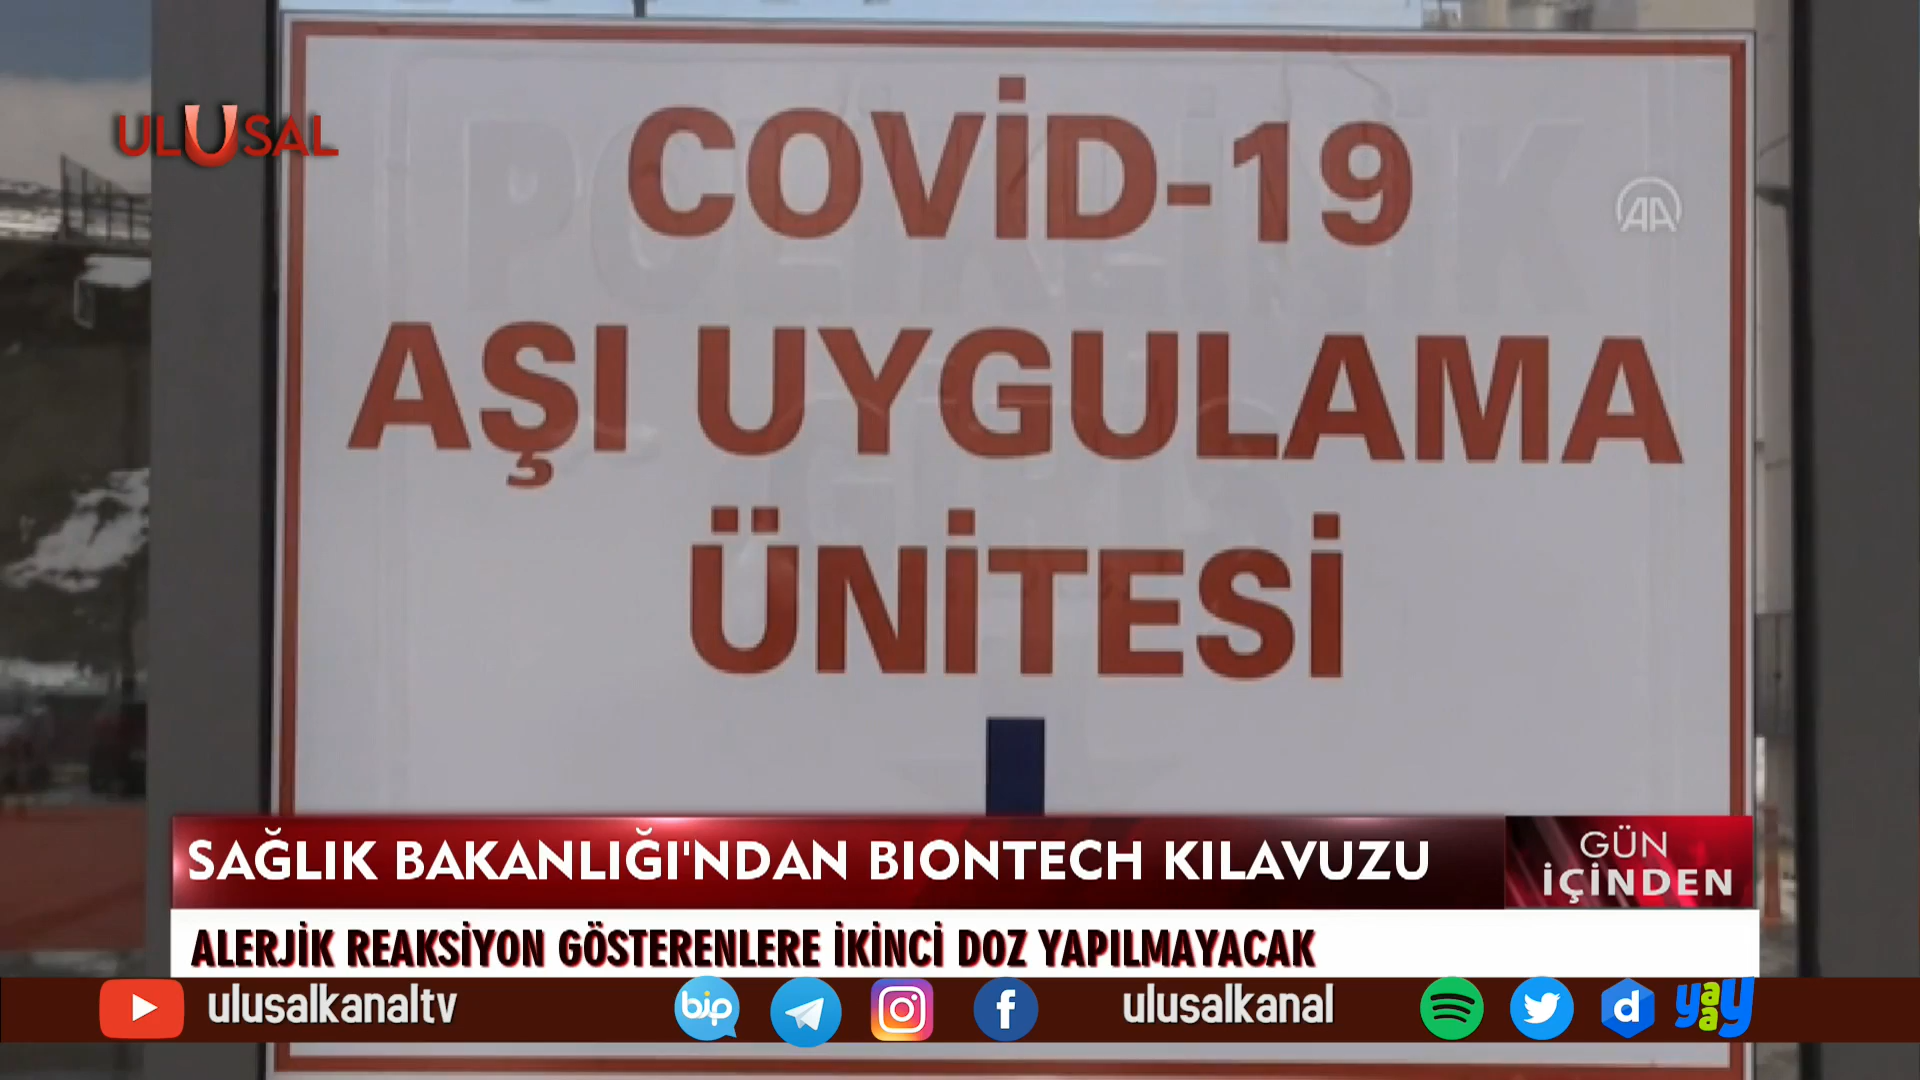 ULUSAL
COVİD-19
AA
AŞI UYGULAMA
ÜNİTESİ
SAĞLIK BAKANLIĞI'NDAN BIONTECH KILAVUZU
GÜN
İÇİNDEN
ALERJİK REAKSİYON GÖSTERENLERE İKİNCİ DOZ YAPILMAYACAK
ulusalkanaltv
bip
ulusalkanal
d
yaay